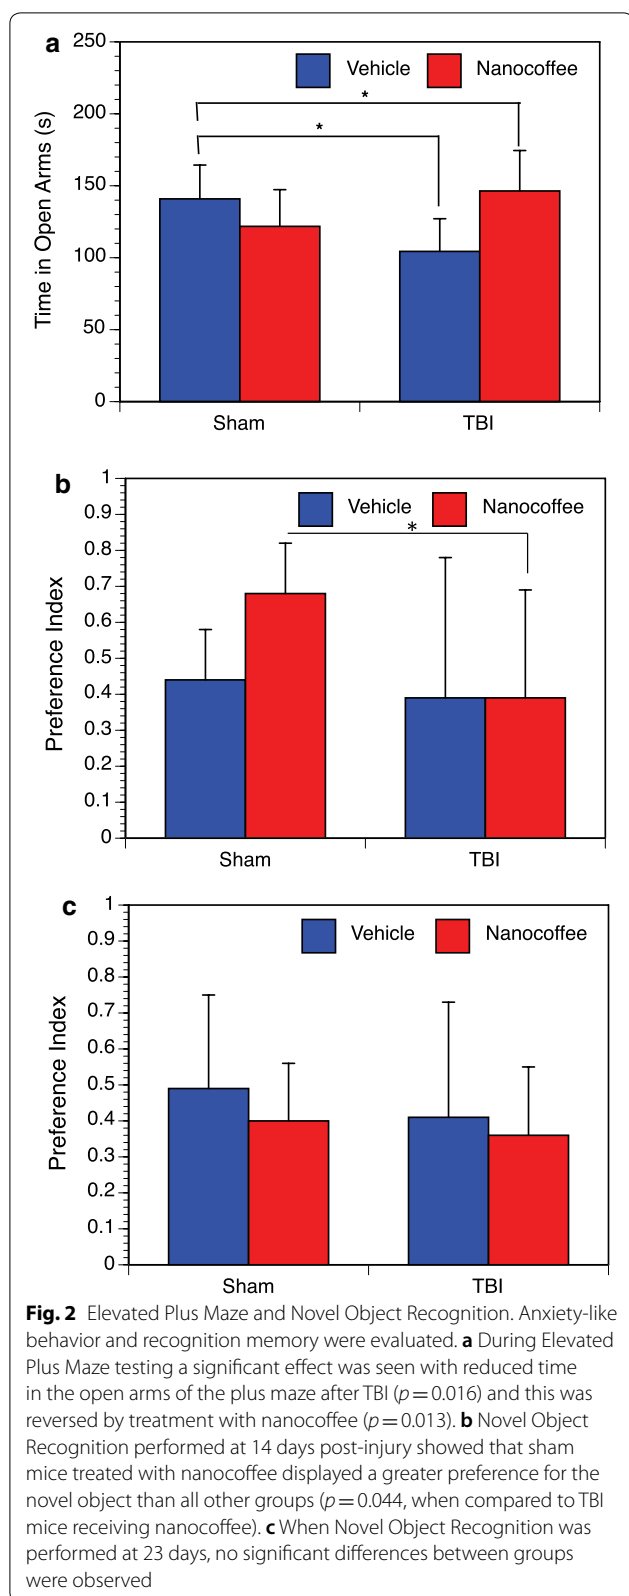 a
250
200
150
100
50
0
Time in Open Arms (s)
Vehicle
Nanocoffee
*
*
Sham
TBI
b
1
0.9
0.8
0.7
0.6
0.5
0.4
0.3
0.2
0.1
0
Preference Index
Vehicle
Nanocoffee
*
Sham
TBI
c
1
0.9
0.8
0.7
0.6
0.5
0.4
0.3
0.2
0.1
0
Preference Index
Vehicle
Nanocoffee
Sham
TBI
Fig. 2 Elevated Plus Maze and Novel Object Recognition. Anxiety-like
behavior and recognition memory were evaluated. a During Elevated
Plus Maze testing a significant effect was seen with reduced time
in the open arms of the plus maze after TBI (p = 0.016) and this was
reversed by treatment with nanocoffee (p = 0.013). b Novel Object
Recognition performed at 14 days post-injury showed that sham
mice treated with nanocoffee displayed a greater preference for the
novel object than all other groups (p = 0.044, when compared to TBI
mice receiving nanocoffee). c When Novel Object Recognition was
performed at 23 days, no significant differences between groups
were observed